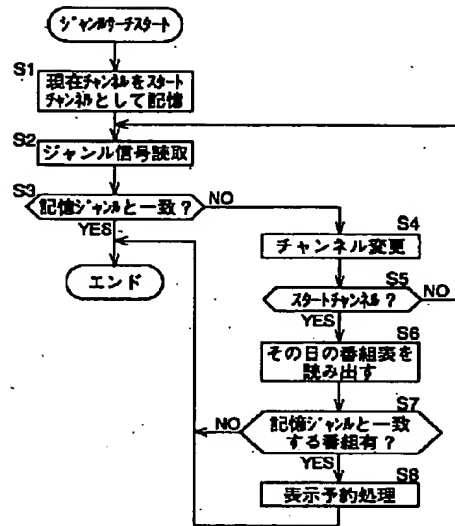 ジャンルサーチスタート
S1
現在チャンネルをスタート
チャンネルとして記憶
S2
ジャンル信号読取
S3
記憶ジャンルと一致?
NO
YES
エンド
S4
チャンネル変更
S5
スタートチャンネル?
NO
YES
S6
その日の番組表を
読み出す
S7
記憶ジャンルと一致
する番組有?
NO
YES
S8
表示予約処理